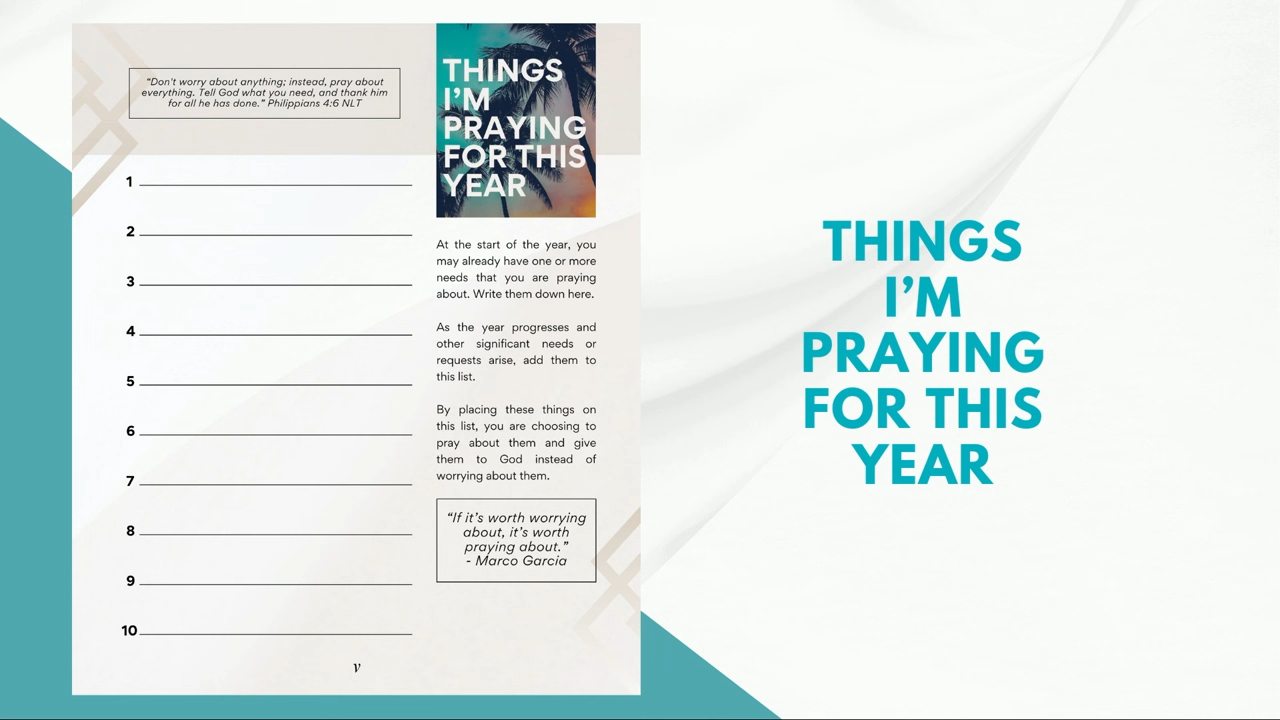 “Don't worry about anything; instead, pray about
everything. Tell God what you need, and thank him
for all he has done.” Philippians 4:6 NLT
1
2
3
4
5
6
7
8
9
10
THINGS
I’M
PRAYING
FOR THIS
YEAR
At the start of the year, you
may already have one or more
needs that you are praying
about. Write them down here.
As the year progresses and
other significant needs or
requests arise, add them to
this list.
By placing these things on
this list, you are choosing to
pray about them and give
them to God instead of
worrying about them.
“If it’s worth worrying
about, it’s worth
praying about.”
- Marco Garcia
v
THINGS
I’M
PRAYING
FOR THIS
YEAR